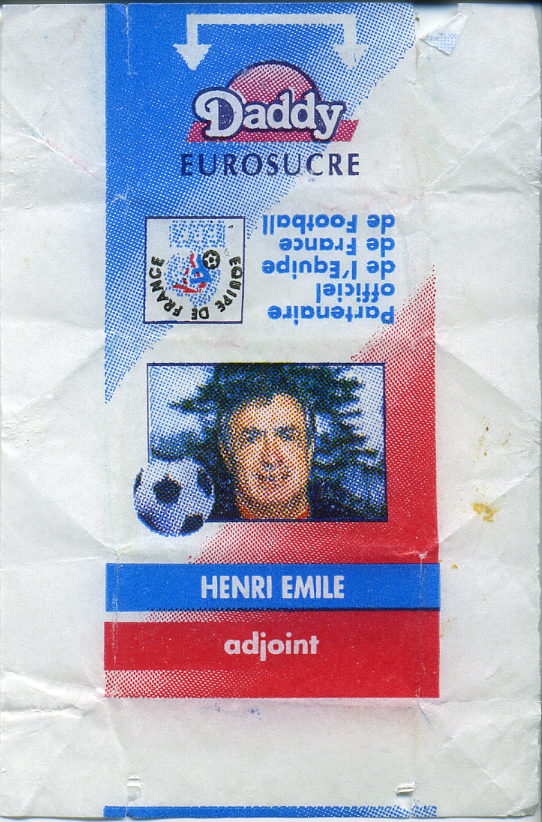 Daddy
EUROSUCRE
Partenaire
officiel
de l'Equipe
de France
de Football
EQUIPE DE FRANCE
HENRI EMILE
adjoint